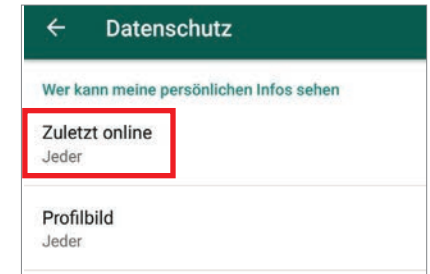 Datenschutz
Wer kann meine persönlichen Infos sehen
Zuletzt online
Jeder
Profilbild
Jeder